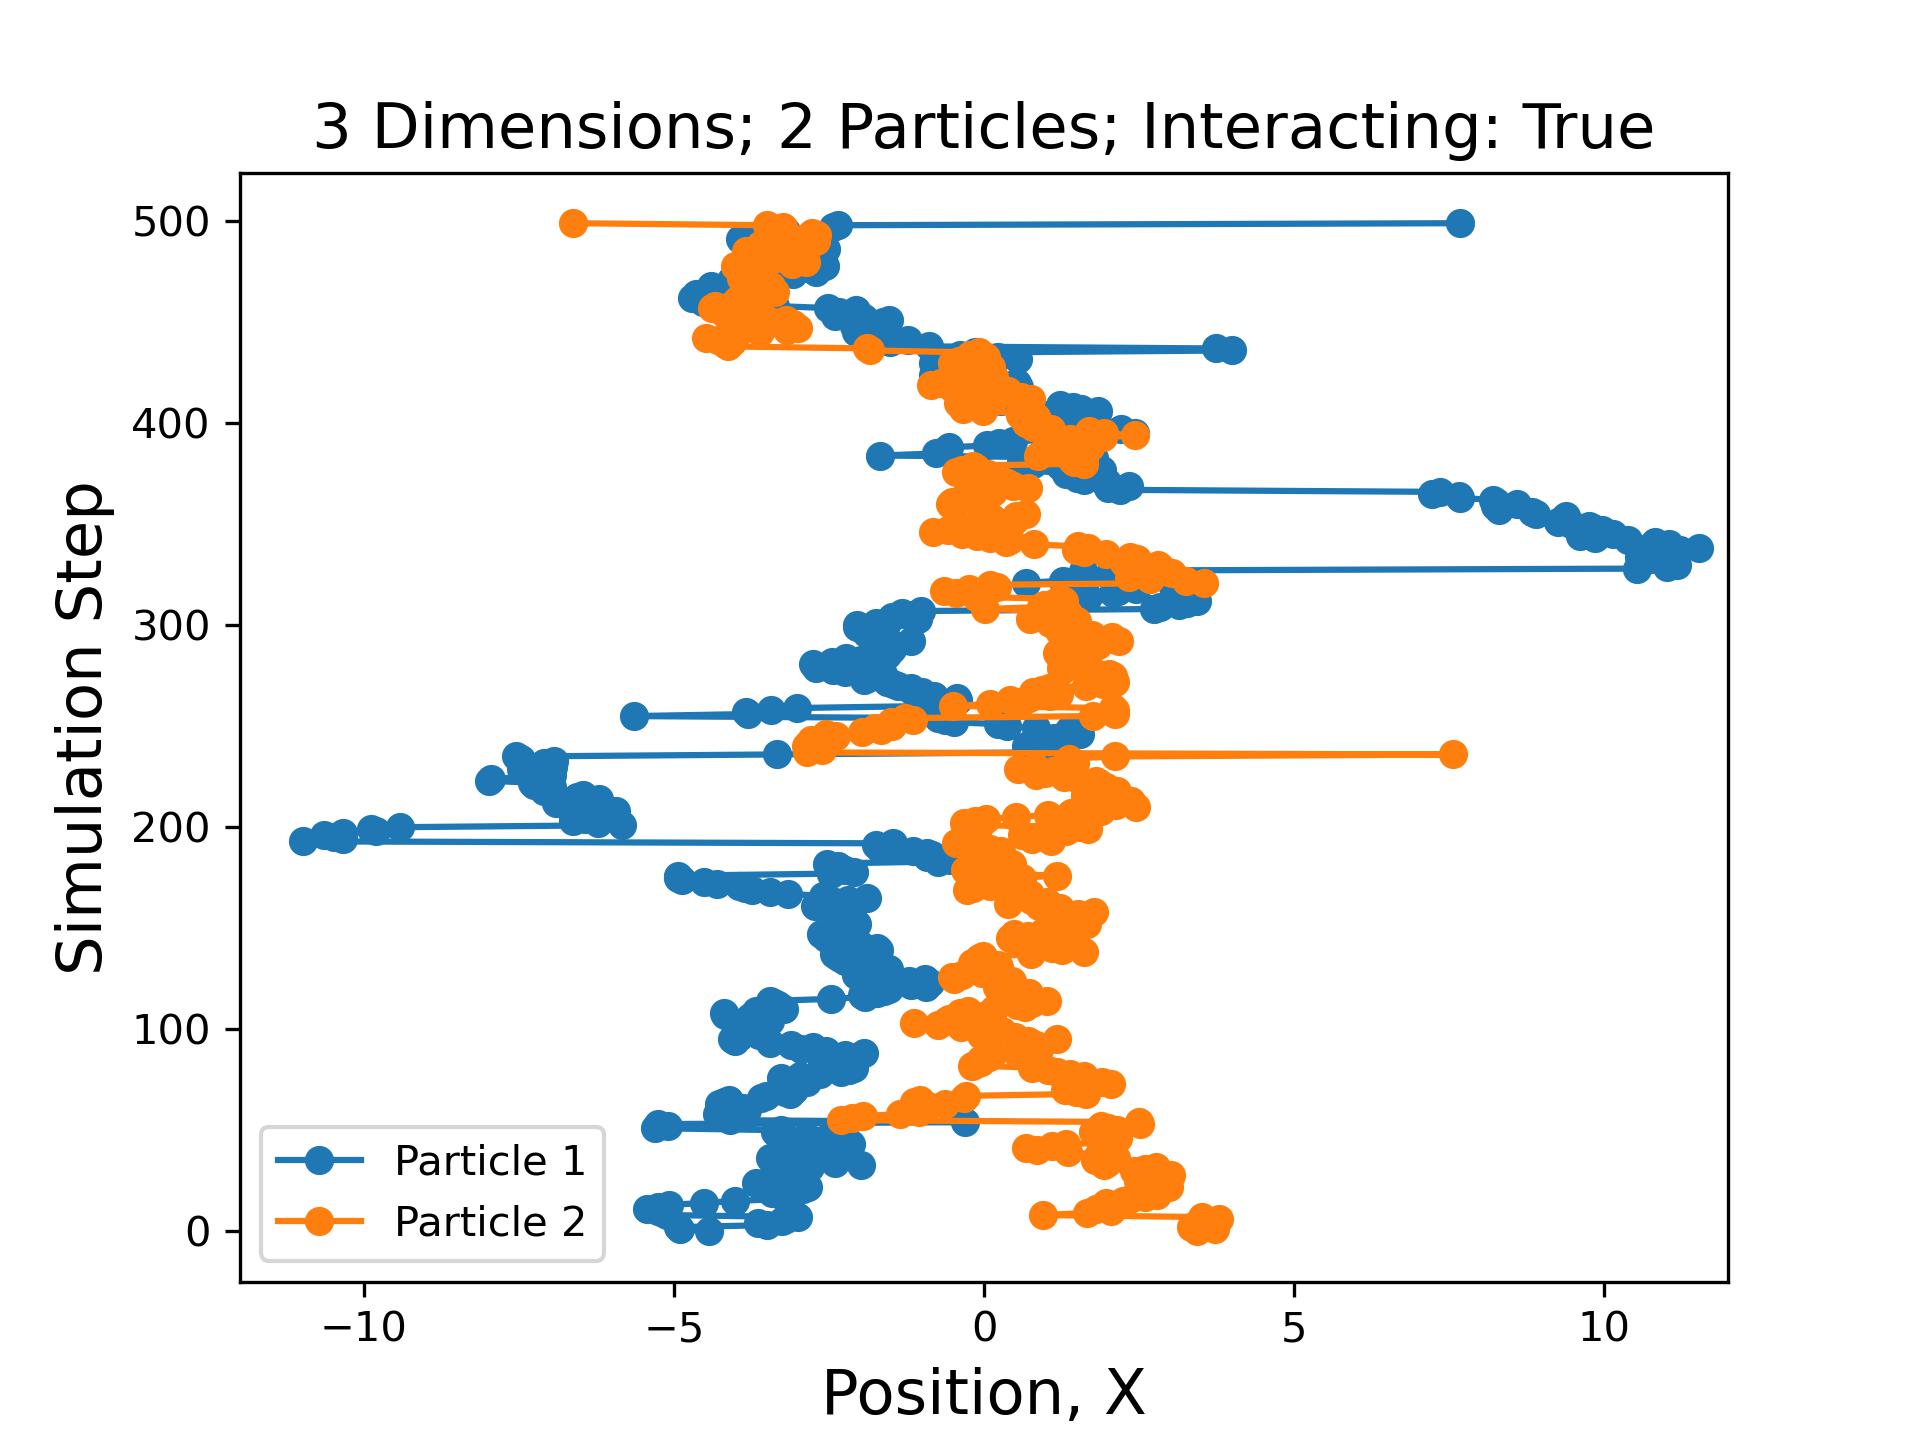 3 Dimensions; 2 Particles; Interacting: True
Simulation Step
500
400
300
200
100
0
Particle 1
Particle 2
−10
−5
0
5
10
Position, X